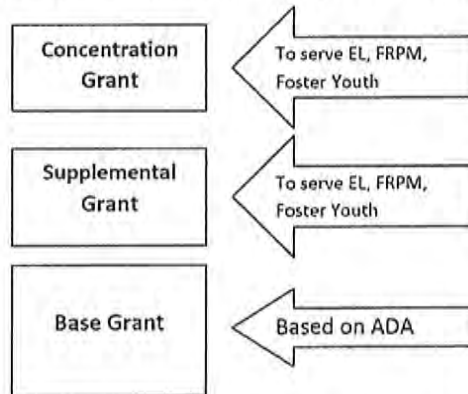 Concentration
Grant
To serve EL, FRPM,
Foster Youth
Supplemental
Grant
To serve EL, FRPM,
Foster Youth
Base Grant
Based on ADA